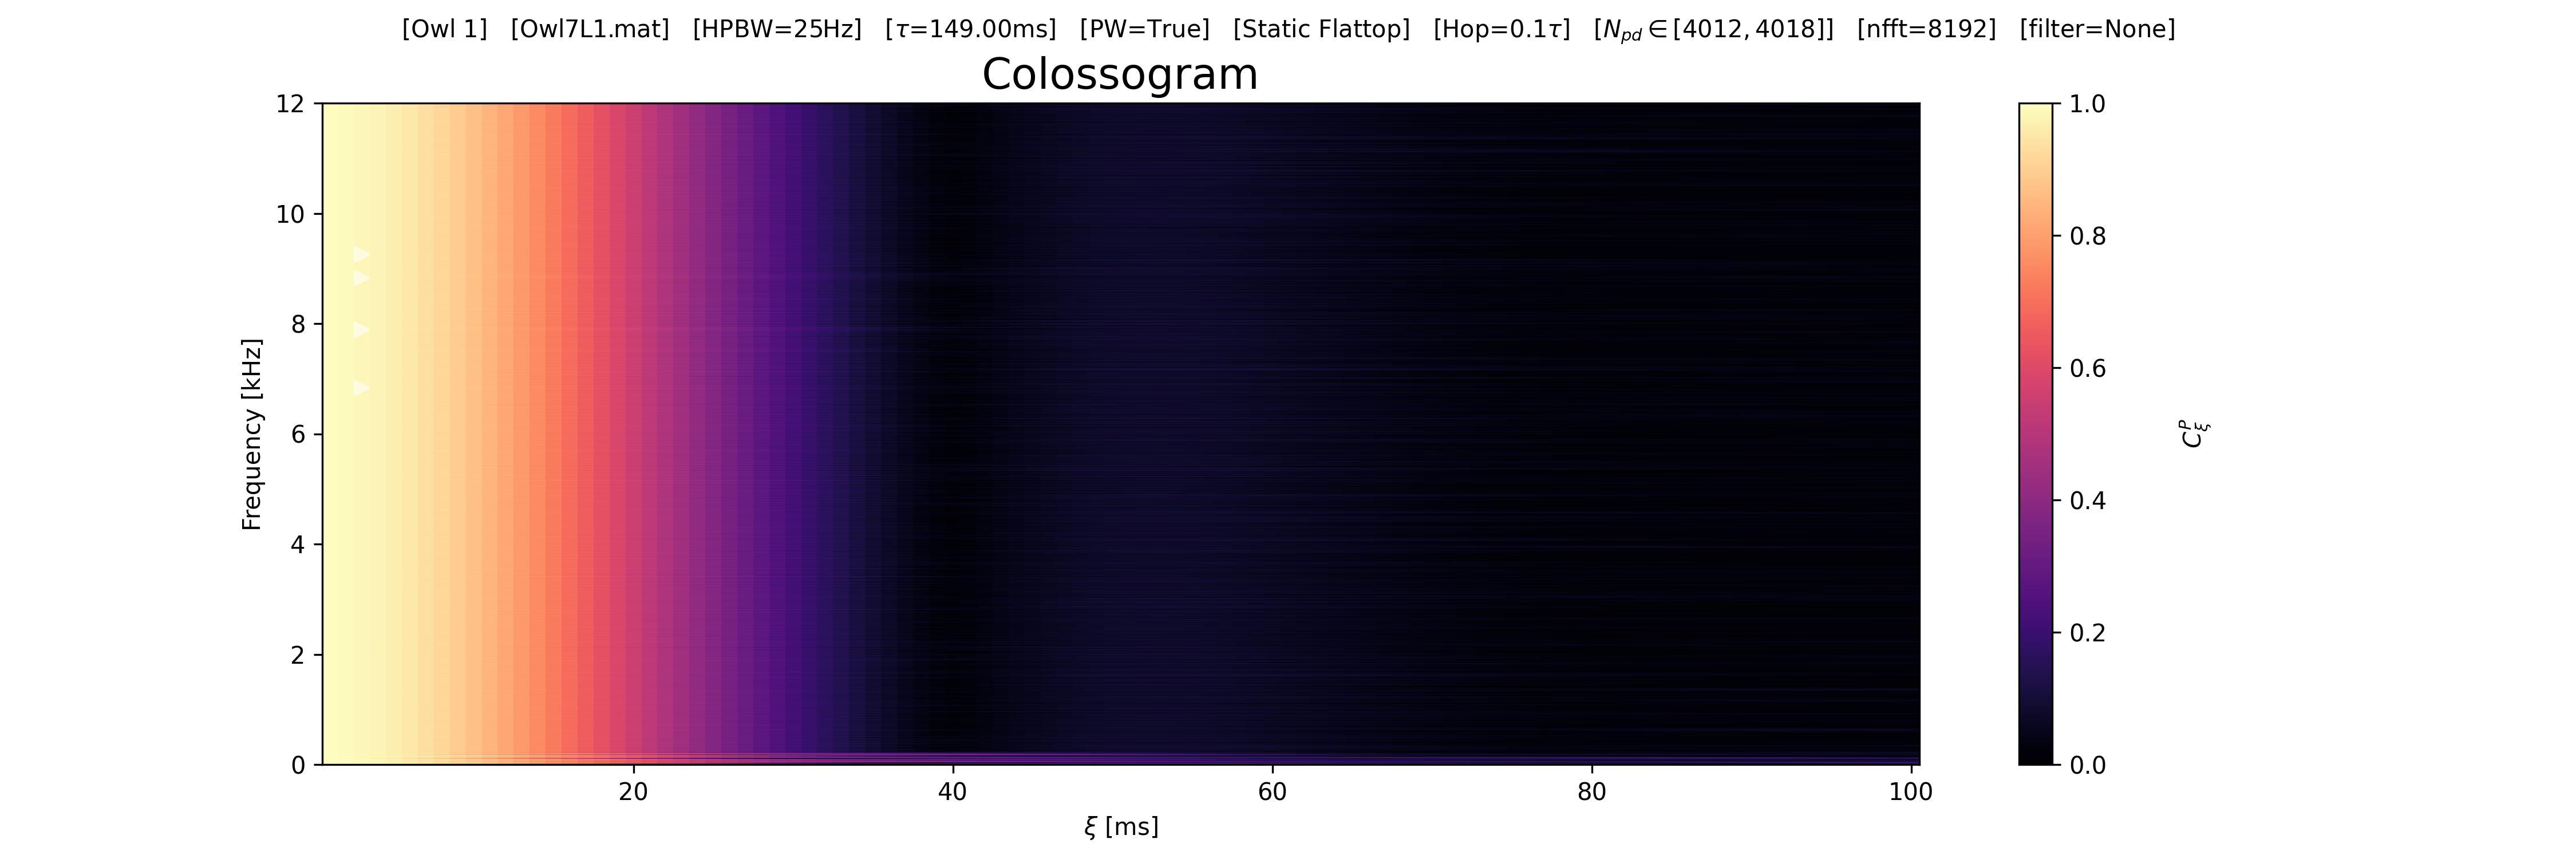 [Owl 1] [Owl7L1.mat] [HPBW=25Hz] [τ=149.00ms] [PW=True] [Static Flattop] [Hop=0.1τ] [N_pd ∈ [4012, 4018]] [nfft=8192] [filter=None]
Colossogram
12
10
8
6
4
2
0
Frequency [kHz]
20 40 60 80 100
ξ [ms]
1.0
0.8
0.6
0.4
0.2
0.0
C_ξ^P